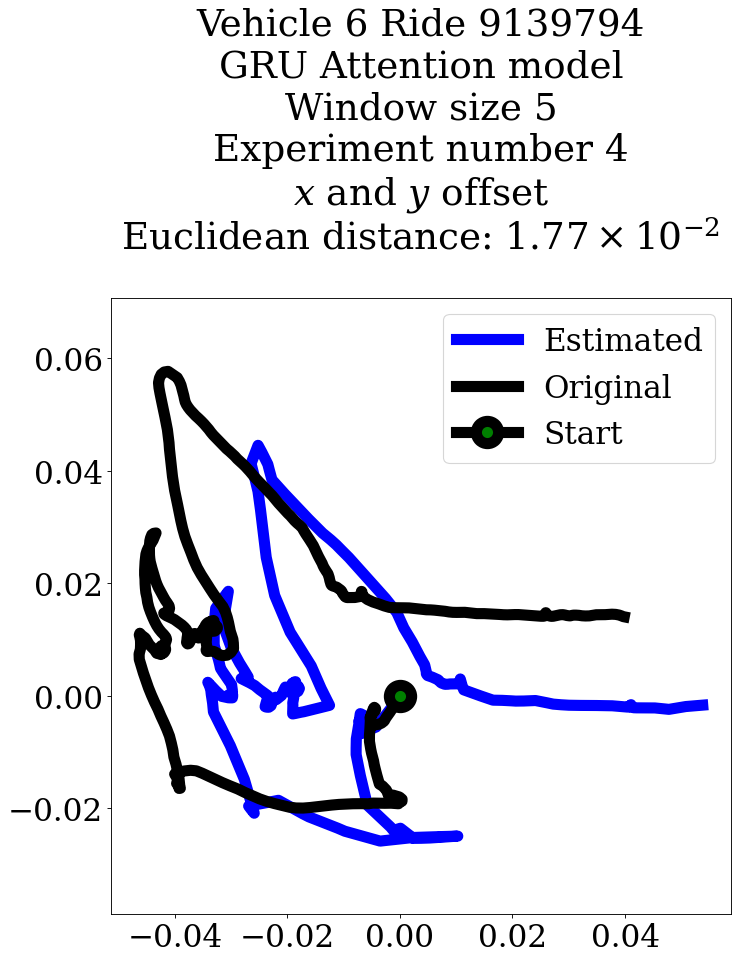 Vehicle 6 Ride 9139794
GRU Attention model
Window size 5
Experiment number 4
x and y offset
Euclidean distance: 1.77 × 10⁻²
Estimated
Original
Start
0.06
0.04
0.02
0.00
−0.02
−0.04 −0.02 0.00 0.02 0.04